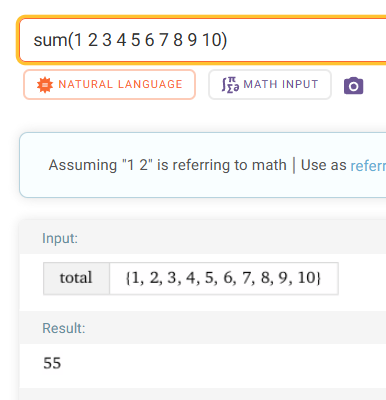 sum(1 2 3 4 5 6 7 8 9 10)
NATURAL LANGUAGE
∫π Σ∂ MATH INPUT
Assuming "1 2" is referring to math | Use as
Input:
total {1, 2, 3, 4, 5, 6, 7, 8, 9, 10}
Result:
55